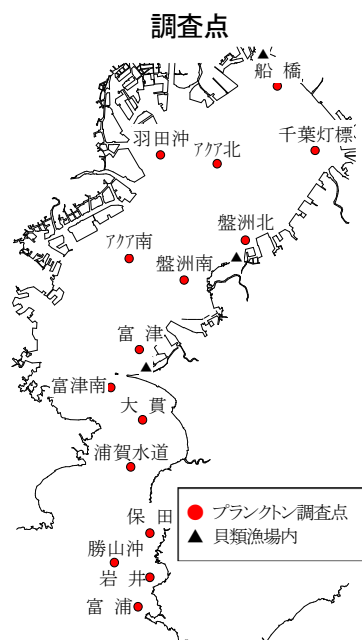 調査点
船橋
千葉灯標
羽田沖
ｱｸｱ北
盤洲北
ｱｸｱ南
盤洲南
富津
富津南
大貫
浦賀水道
保田
勝山沖
岩井
富浦
プランクトン調査点
貝類漁場内